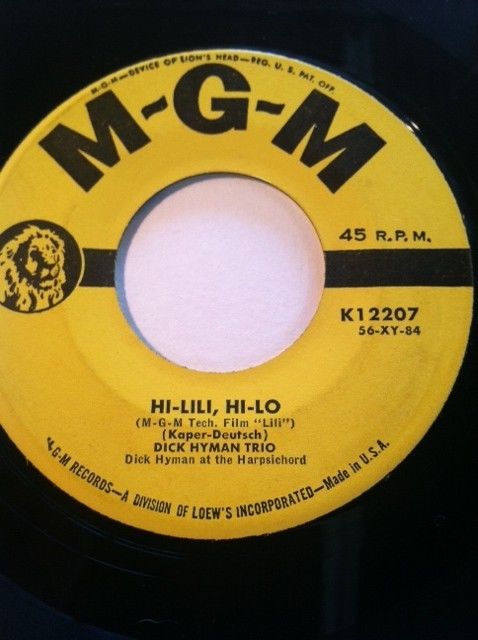 M-G-M—DEVICE OF LION'S HEAD—REG. U. S. PAT. OFF.
M-G-M
45 R.P.M.
K12207
56-XY-84
HI-LILI, HI-LO
(M-G-M Tech. Film "Lili")
(Kaper-Deutsch)
DICK HYMAN TRIO
Dick Hyman at the Harpsichord
M-G-M RECORDS—A DIVISION OF LOEW'S INCORPORATED—Made in U.S.A.